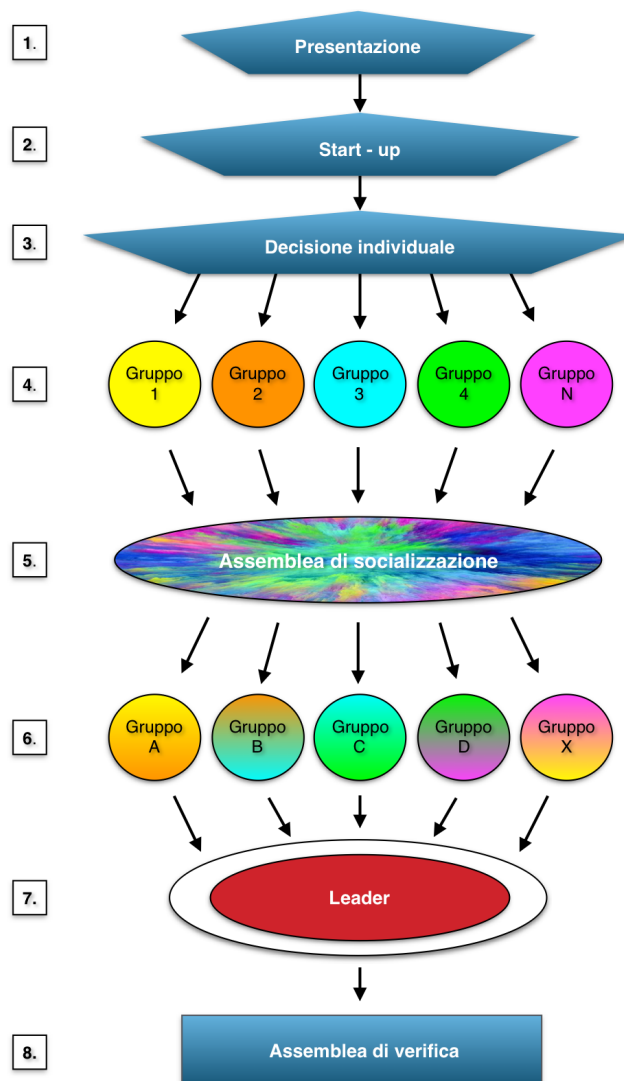 1.
Presentazione
2.
Start - up
3.
Decisione individuale
4.
Gruppo
1
Gruppo
2
Gruppo
3
Gruppo
4
Gruppo
N
5.
Assemblea di socializzazione
6.
Gruppo
A
Gruppo
B
Gruppo
C
Gruppo
D
Gruppo
X
7.
Leader
8.
Assemblea di verifica